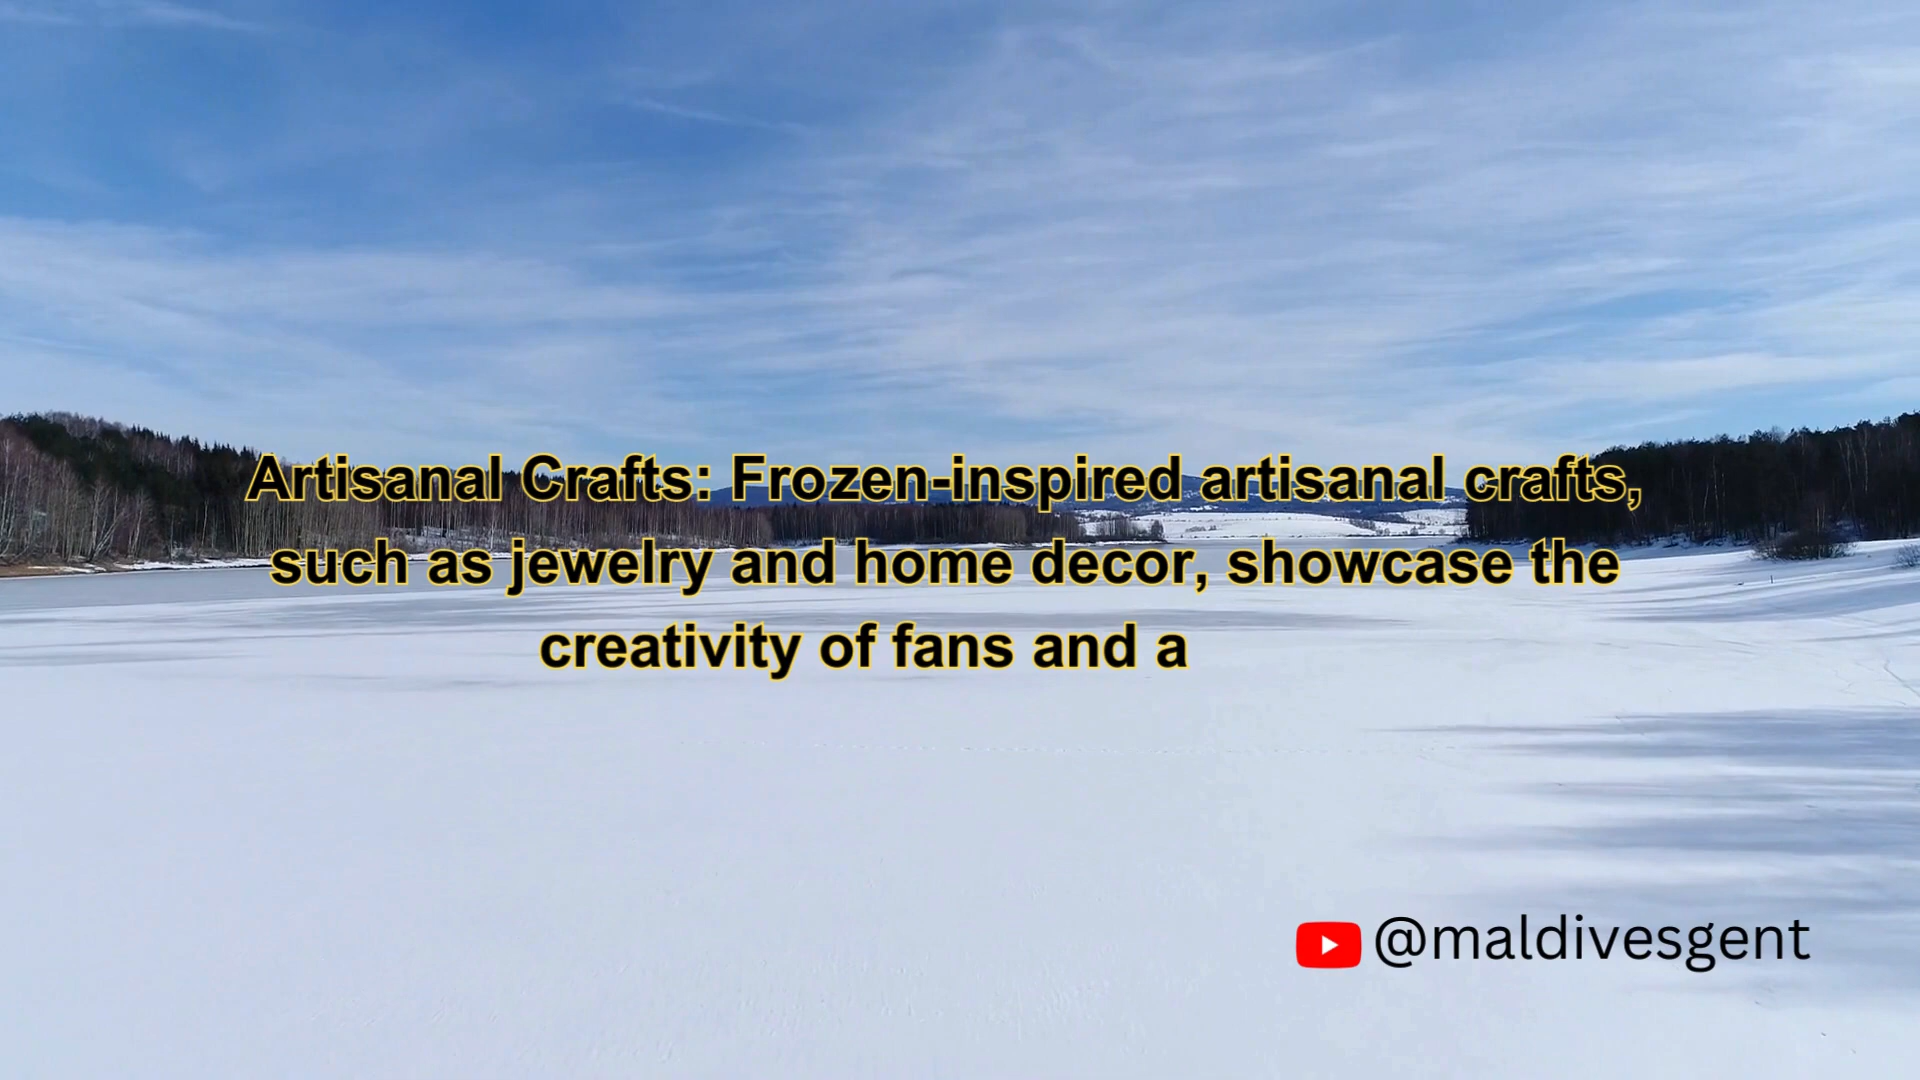 Artisanal Crafts: Frozen-inspired artisanal crafts,
such as jewelry and home decor, showcase the
creativity of fans and a
@maldivesgent